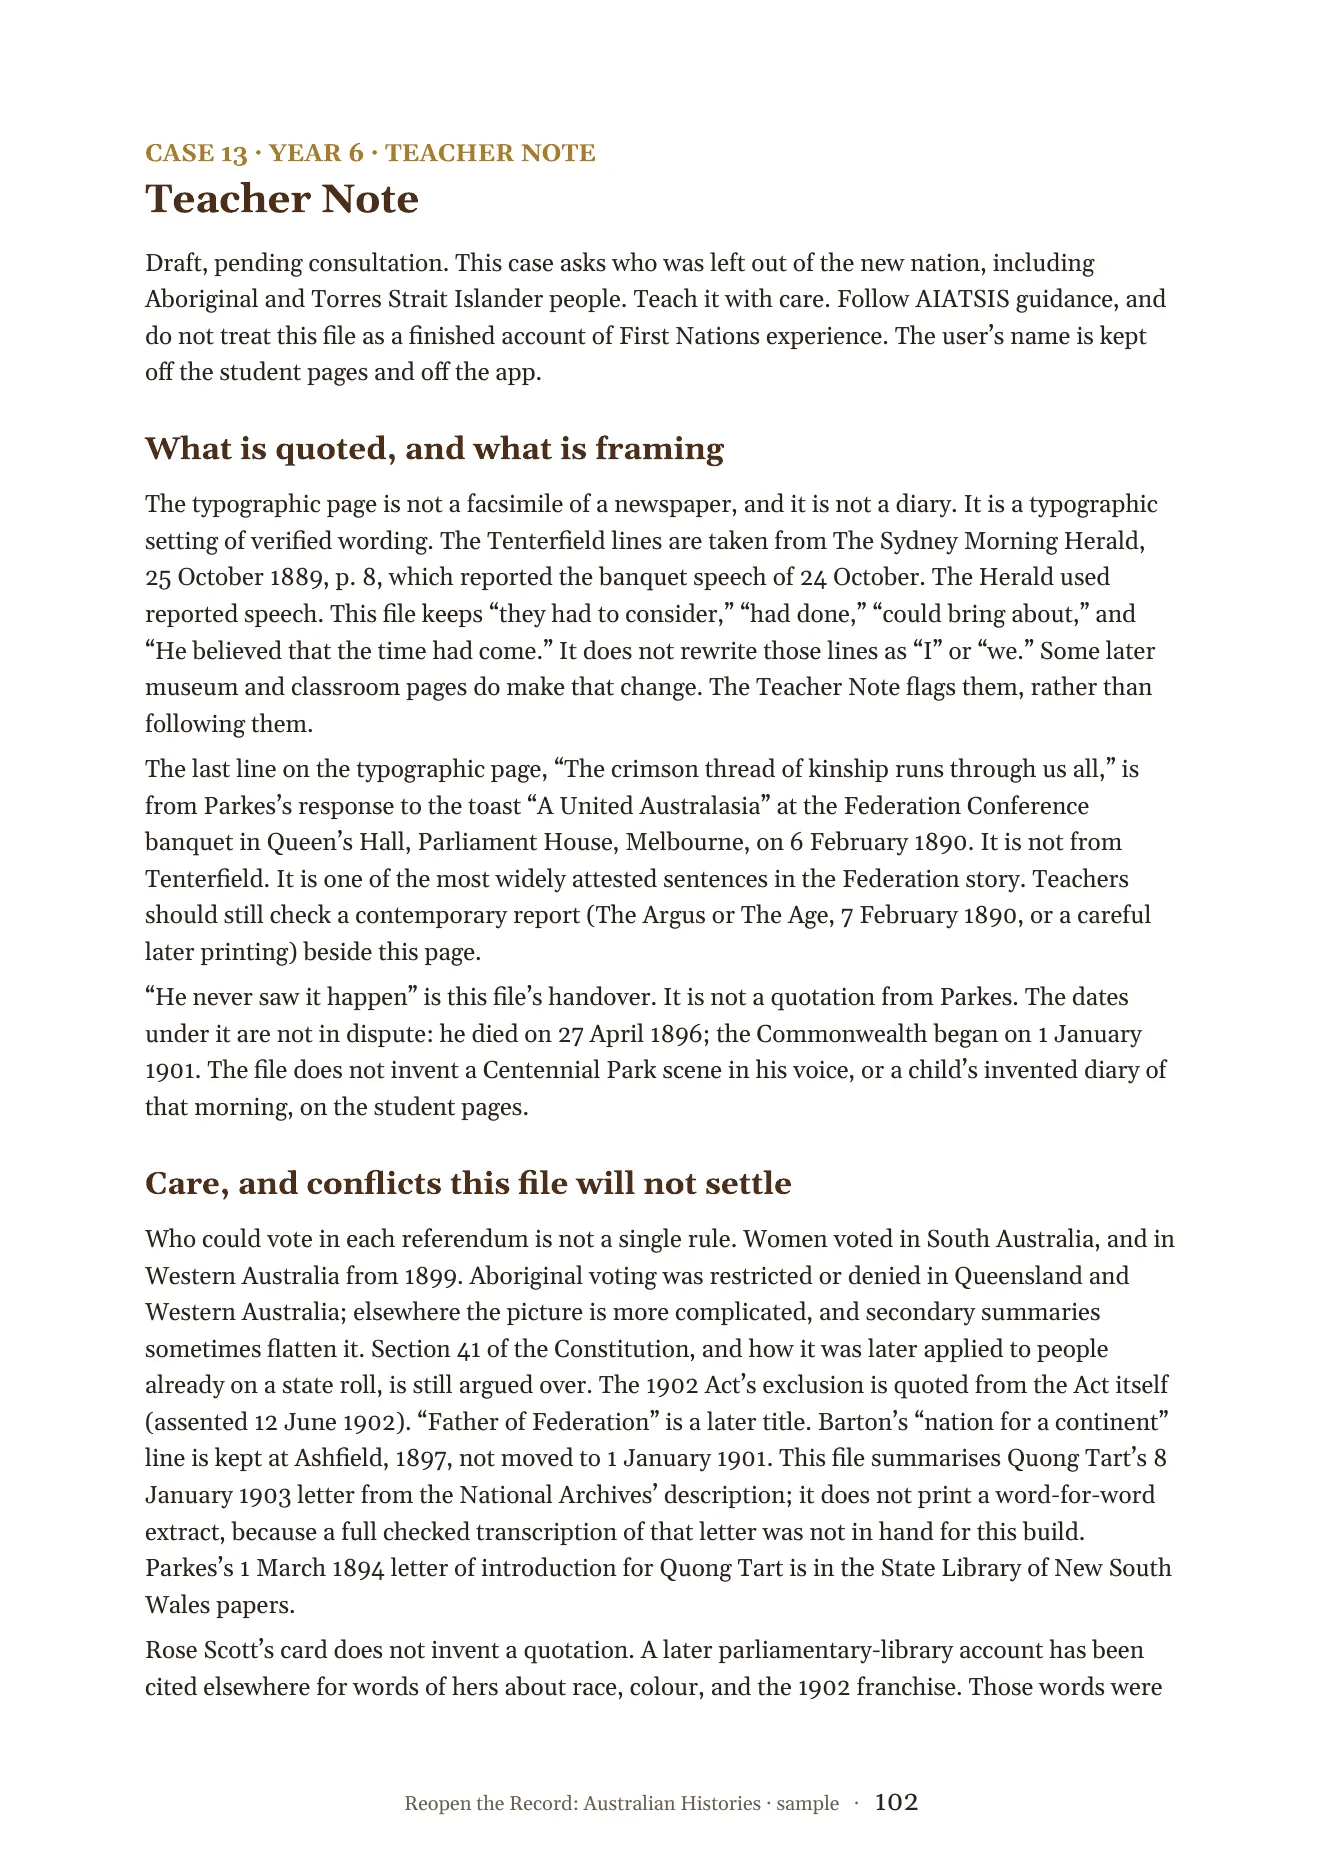 CASE 13 · YEAR 6 · TEACHER NOTE
Teacher Note
Draft, pending consultation. This case asks who was left out of the new nation, including
Aboriginal and Torres Strait Islander people. Teach it with care. Follow AIATSIS guidance, and
do not treat this file as a finished account of First Nations experience. The user’s name is kept
off the student pages and off the app.
What is quoted, and what is framing
The typographic page is not a facsimile of a newspaper, and it is not a diary. It is a typographic
setting of verified wording. The Tenterfield lines are taken from The Sydney Morning Herald,
25 October 1889, p. 8, which reported the banquet speech of 24 October. The Herald used
reported speech. This file keeps “they had to consider,” “had done,” “could bring about,” and
“He believed that the time had come.” It does not rewrite those lines as “I” or “we.” Some later
museum and classroom pages do make that change. The Teacher Note flags them, rather than
following them.
The last line on the typographic page, “The crimson thread of kinship runs through us all,” is
from Parkes’s response to the toast “A United Australasia” at the Federation Conference
banquet in Queen’s Hall, Parliament House, Melbourne, on 6 February 1890. It is not from
Tenterfield. It is one of the most widely attested sentences in the Federation story. Teachers
should still check a contemporary report (The Argus or The Age, 7 February 1890, or a careful
later printing) beside this page.
“He never saw it happen” is this file’s handover. It is not a quotation from Parkes. The dates
under it are not in dispute: he died on 27 April 1896; the Commonwealth began on 1 January
1901. The file does not invent a Centennial Park scene in his voice, or a child’s invented diary of
that morning, on the student pages.
Care, and conflicts this file will not settle
Who could vote in each referendum is not a single rule. Women voted in South Australia, and in
Western Australia from 1899. Aboriginal voting was restricted or denied in Queensland and
Western Australia; elsewhere the picture is more complicated, and secondary summaries
sometimes flatten it. Section 41 of the Constitution, and how it was later applied to people
already on a state roll, is still argued over. The 1902 Act’s exclusion is quoted from the Act itself
(assented 12 June 1902). “Father of Federation” is a later title. Barton’s “nation for a continent”
line is kept at Ashfield, 1897, not moved to 1 January 1901. This file summarises Quong Tart’s 8
January 1903 letter from the National Archives’ description; it does not print a word-for-word
extract, because a full checked transcription of that letter was not in hand for this build.
Parkes’s 1 March 1894 letter of introduction for Quong Tart is in the State Library of New South
Wales papers.
Rose Scott’s card does not invent a quotation. A later parliamentary-library account has been
cited elsewhere for words of hers about race, colour, and the 1902 franchise. Those words were
Reopen the Record: Australian Histories · sample · 102